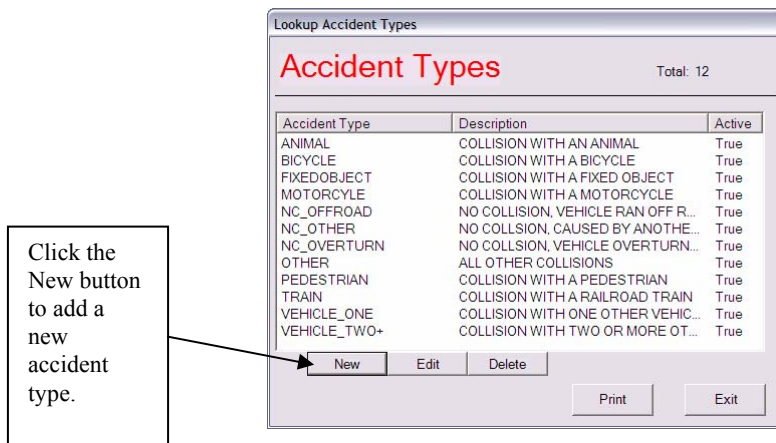 Lookup Accident Types
Accident Types
Total: 12
Accident Type Description Active
ANIMAL COLLISION WITH AN ANIMAL True
BICYCLE COLLISION WITH A BICYCLE True
FIXEDOBJECT COLLISION WITH A FIXED OBJECT True
MOTORCYLE COLLISION WITH A MOTORCYCLE True
NC_OFFROAD NO COLLSION, VEHICLE RAN OFF R... True
NC_OTHER NO COLLSION, CAUSED BY ANOTHE... True
NC_OVERTURN NO COLLSION, VEHICLE OVERTURN... True
OTHER ALL OTHER COLLISIONS True
PEDESTRIAN COLLISION WITH A PEDESTRIAN True
TRAIN COLLISION WITH A RAILROAD TRAIN True
VEHICLE_ONE COLLISION WITH ONE OTHER VEHIC... True
VEHICLE_TWO+ COLLISION WITH TWO OR MORE OT... True
New Edit Delete
Print Exit
Click the
New button
to add a
new
accident
type.